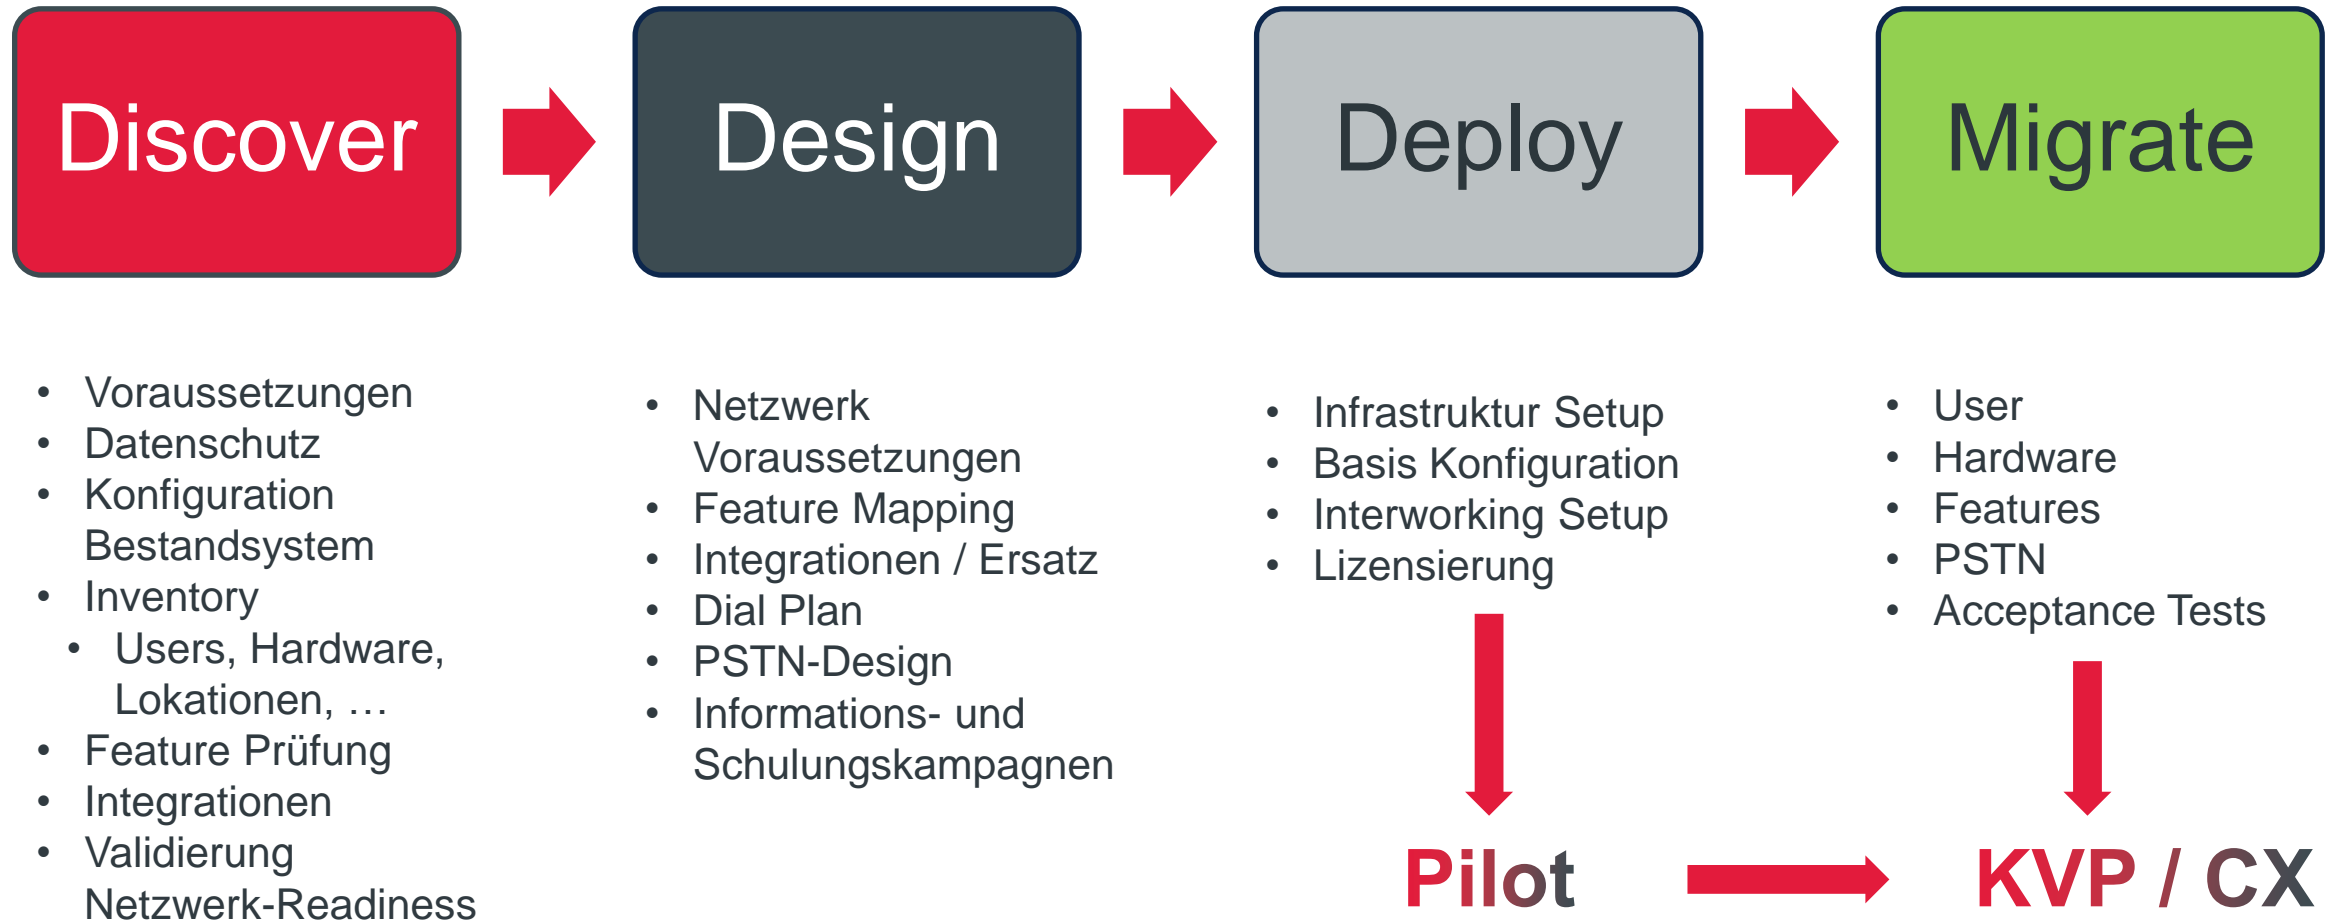 Discover
Design
Deploy
Migrate
• Voraussetzungen
• Datenschutz
• Konfiguration
Bestandsystem
• Inventory
• Users, Hardware,
Lokationen, …
• Feature Prüfung
• Integrationen
• Validierung
Netzwerk-Readiness
• Netzwerk
Voraussetzungen
• Feature Mapping
• Integrationen / Ersatz
• Dial Plan
• PSTN-Design
• Informations- und
Schulungskampagnen
• Infrastruktur Setup
• Basis Konfiguration
• Interworking Setup
• Lizensierung
• User
• Hardware
• Features
• PSTN
• Acceptance Tests
Pilot
KVP / CX